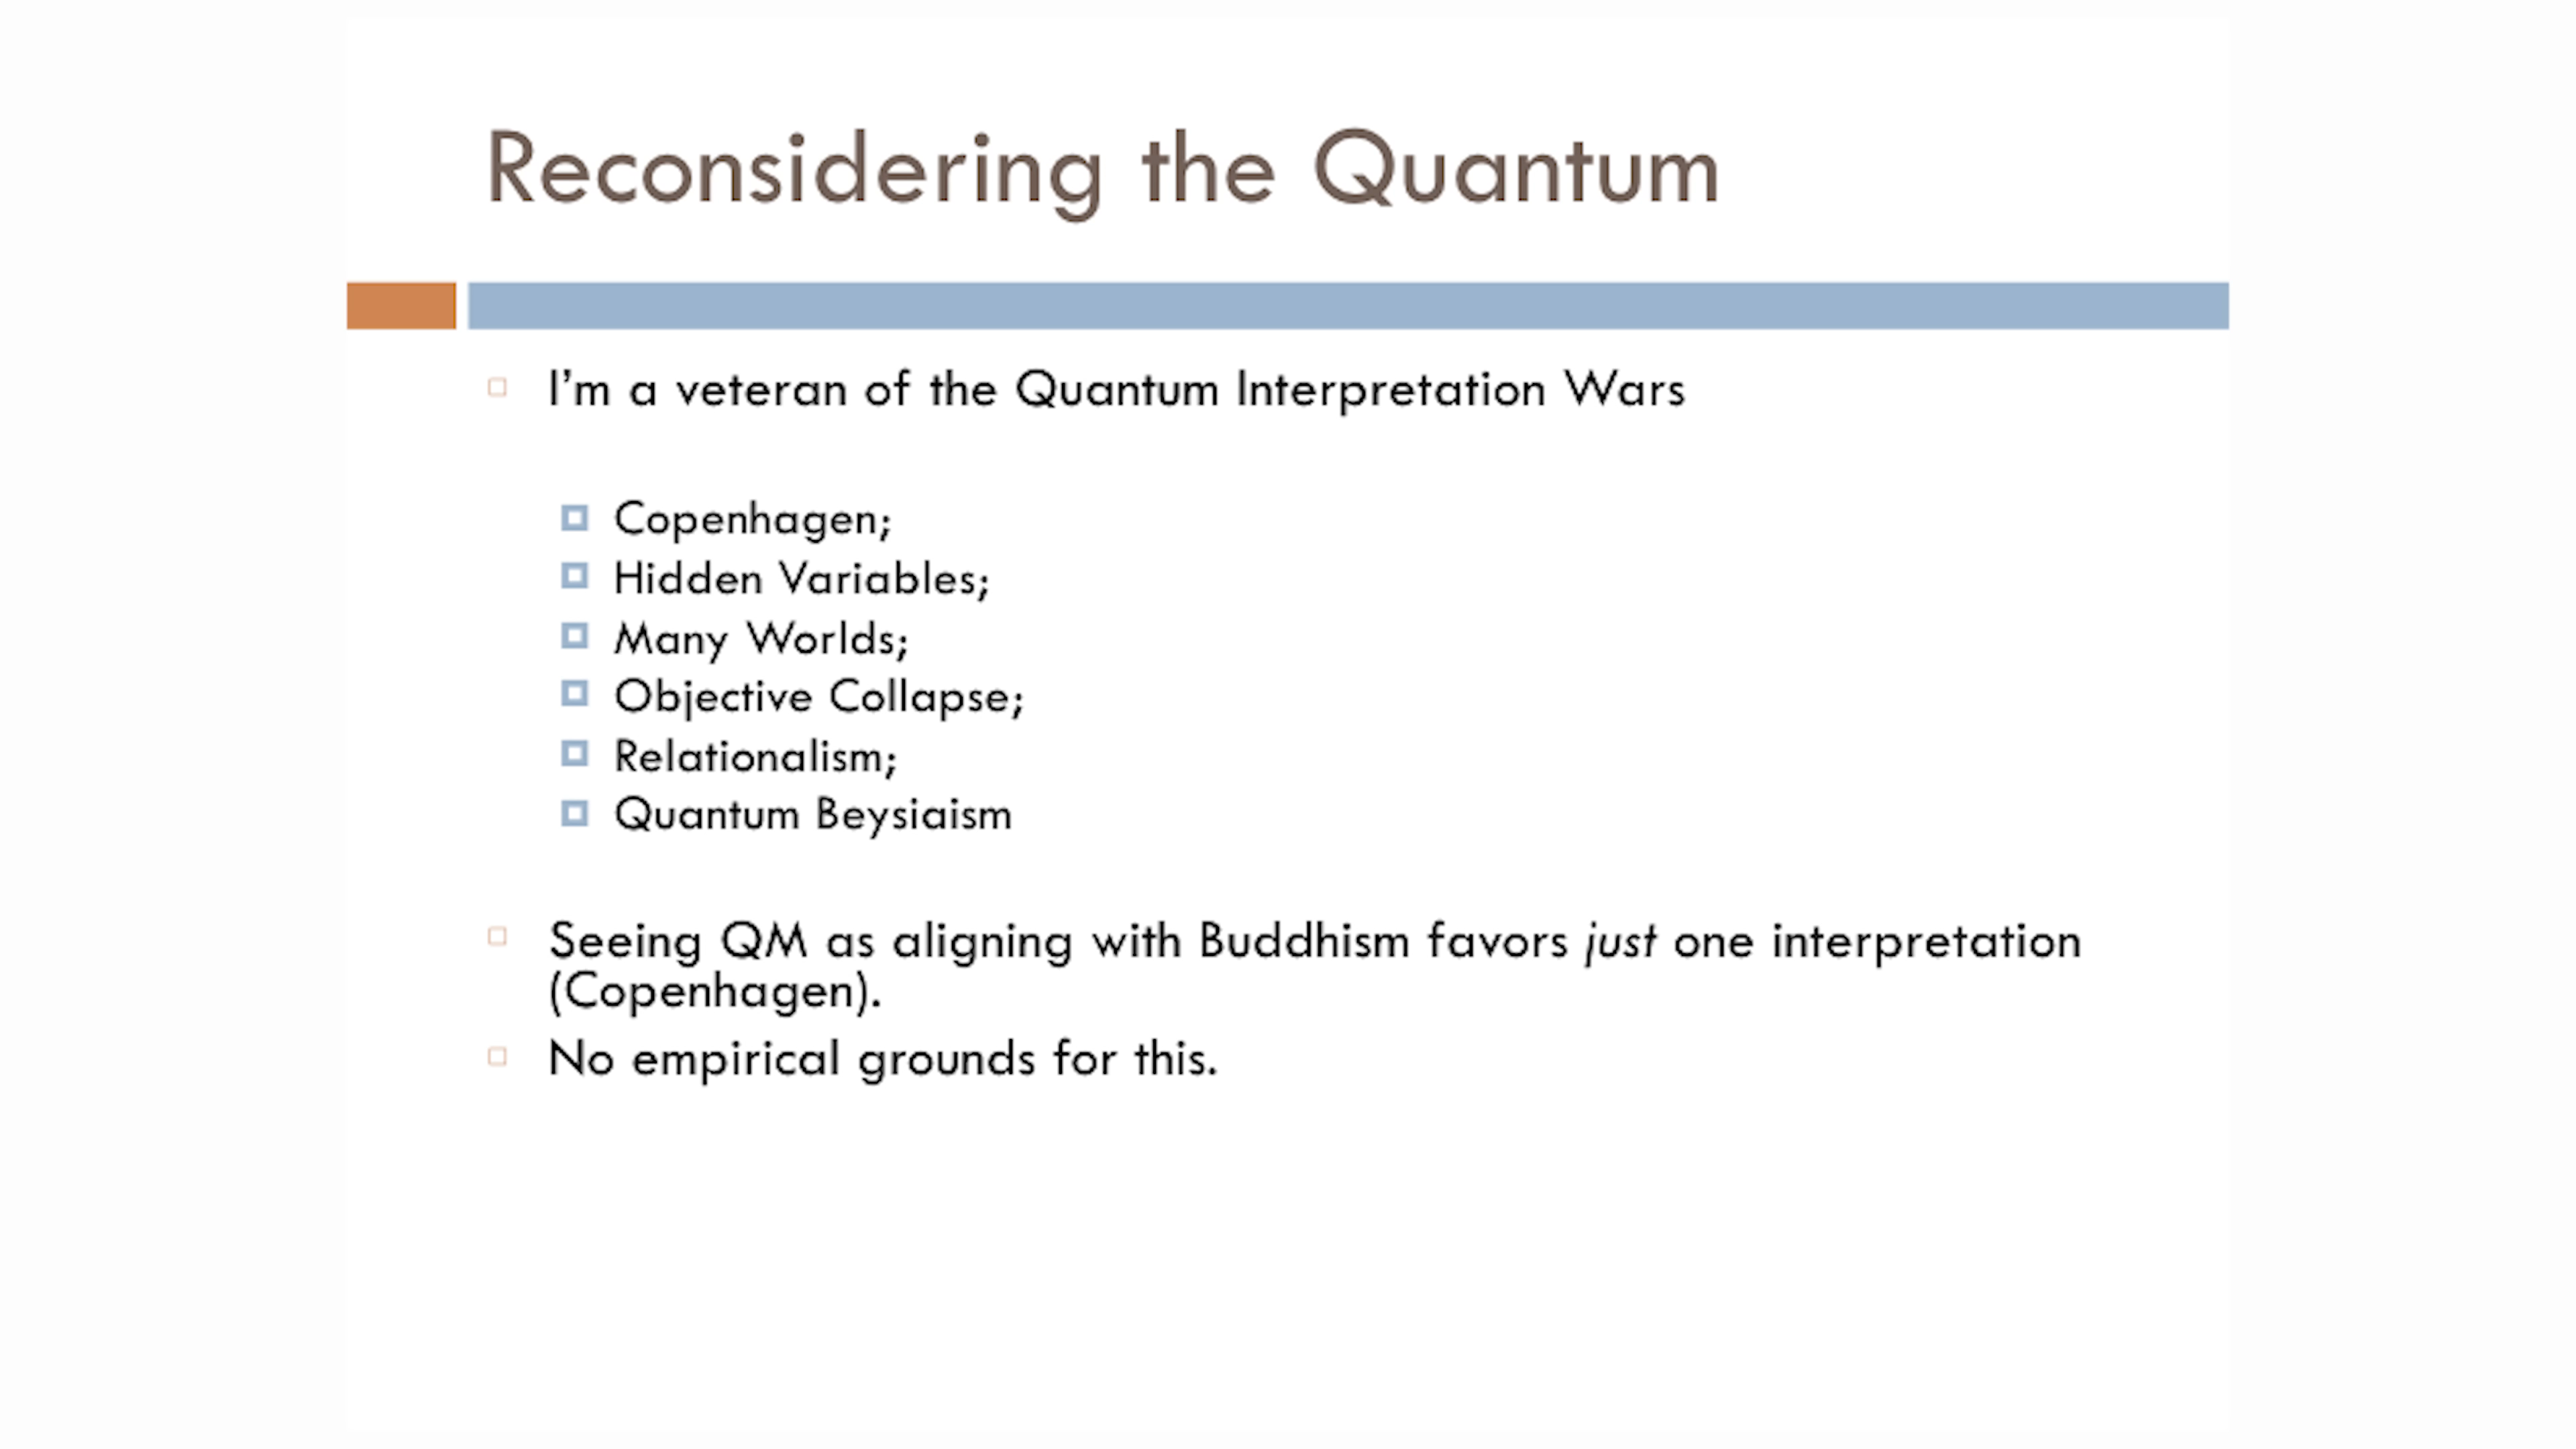 Reconsidering the Quantum
I'm a veteran of the Quantum Interpretation Wars
Copenhagen;
Hidden Variables;
Many Worlds;
Objective Collapse;
Relationalism;
Quantum Beysiaism
Seeing QM as aligning with Buddhism favors just one interpretation
(Copenhagen).
No empirical grounds for this.